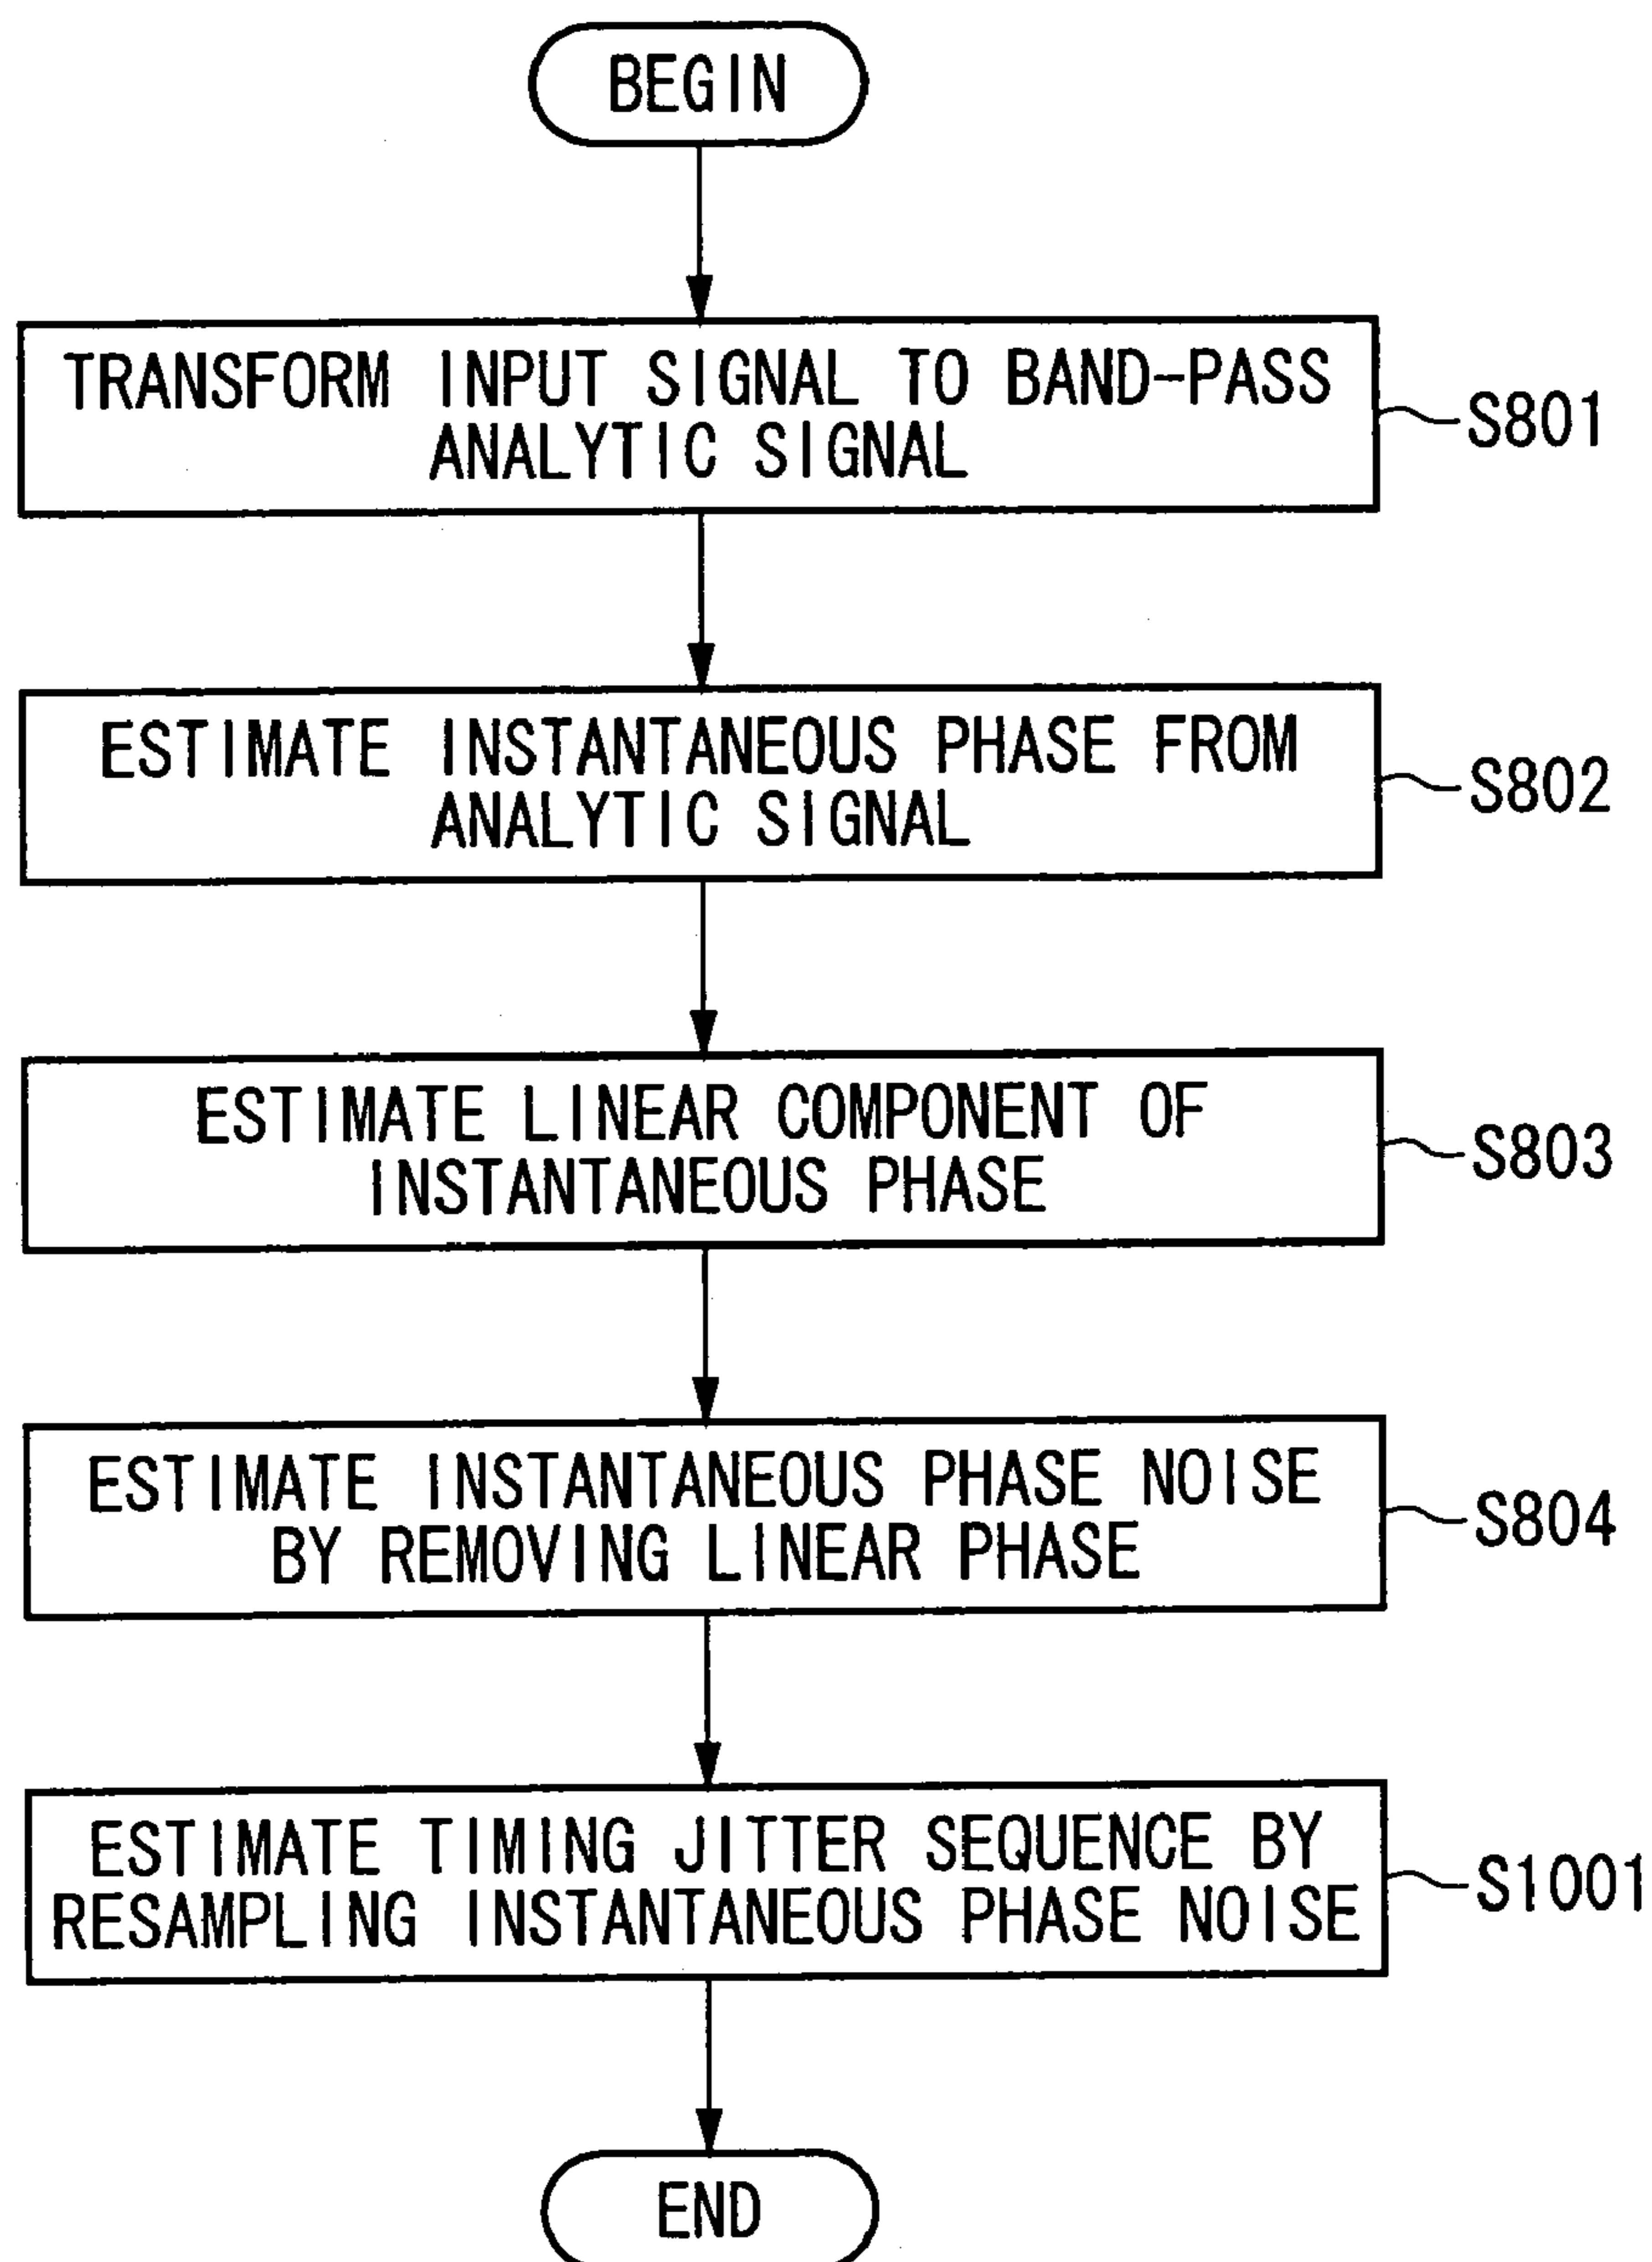 BEGIN
TRANSFORM INPUT SIGNAL TO BAND-PASS
ANALYTIC SIGNAL
S801
ESTIMATE INSTANTANEOUS PHASE FROM
ANALYTIC SIGNAL
S802
ESTIMATE LINEAR COMPONENT OF
INSTANTANEOUS PHASE
S803
ESTIMATE INSTANTANEOUS PHASE NOISE
BY REMOVING LINEAR PHASE
S804
ESTIMATE TIMING JITTER SEQUENCE BY
RESAMPLING INSTANTANEOUS PHASE NOISE
S1001
END